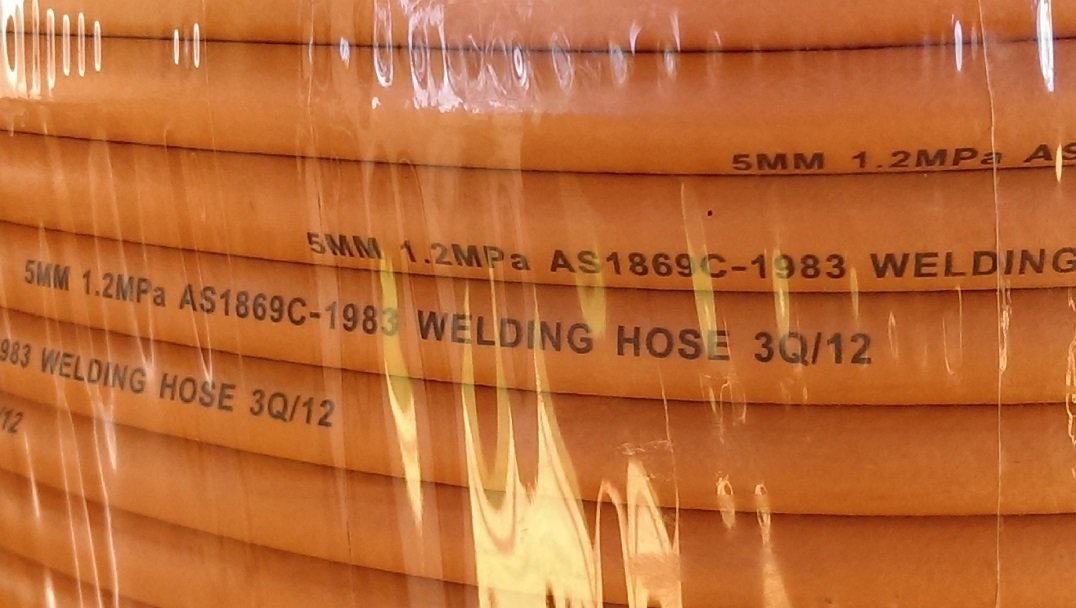 5MM 1.2MPa AS
5MM 1.2MPa AS1869C-1983 WELDING
5MM 1.2MPa AS1869C-1983 WELDING HOSE 3Q/12
983 WELDING HOSE 3Q/12
/12